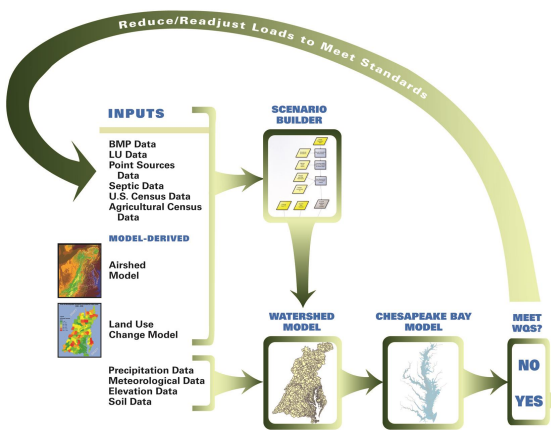 Reduce/Readjust Loads to Meet Standards
INPUTS
BMP Data
LU Data
Point Sources
Data
Septic Data
U.S. Census Data
Agricultural Census
Data
MODEL-DERIVED
Airshed
Model
Land Use
Change Model
Precipitation Data
Meteorological Data
Elevation Data
Soil Data
SCENARIO
BUILDER
WATERSHED
MODEL
CHESAPEAKE BAY
MODEL
MEET
WQS?
NO
YES